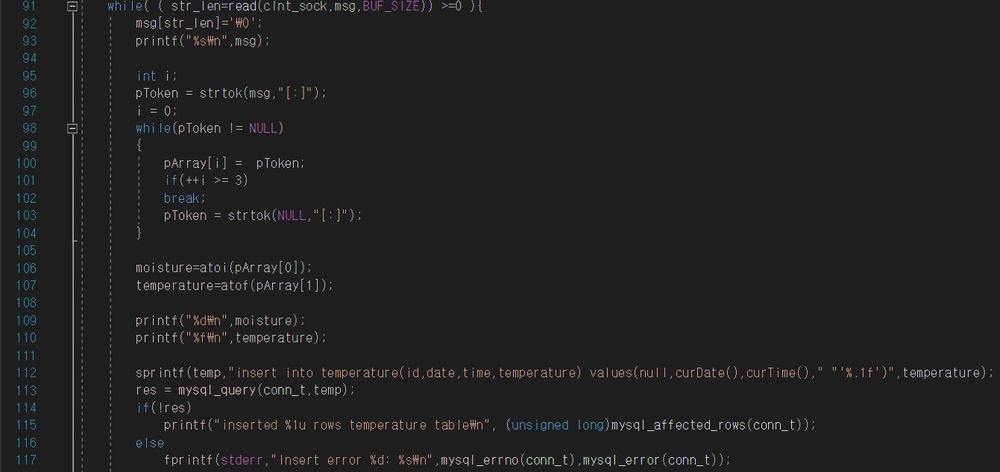 91 while( ( str_len=read(clnt_sock,msg,BUF_SIZE)) >=0 ){
92 msg[str_len]='₩0';
93 printf("%s₩n",msg);
94
95 int i;
96 pToken = strtok(msg,"[:]");
97 i = 0;
98 while(pToken != NULL)
99 {
100 pArray[i] =  pToken;
101 if(++i >= 3)
102 break;
103 pToken = strtok(NULL,"[:]");
104 }
105
106 moisture=atoi(pArray[0]);
107 temperature=atof(pArray[1]);
108
109 printf("%d₩n",moisture);
110 printf("%f₩n",temperature);
111
112 sprintf(temp,"insert into temperature(id,date,time,temperature) values(null,curDate(),curTime()," "'%.1f')",temperature);
113 res = mysql_query(conn_t,temp);
114 if(!res)
115 printf("inserted %1u rows temperature table₩n", (unsigned long)mysql_affected_rows(conn_t));
116 else
117 fprintf(stderr,"Insert error %d: %s₩n",mysql_errno(conn_t),mysql_error(conn_t));